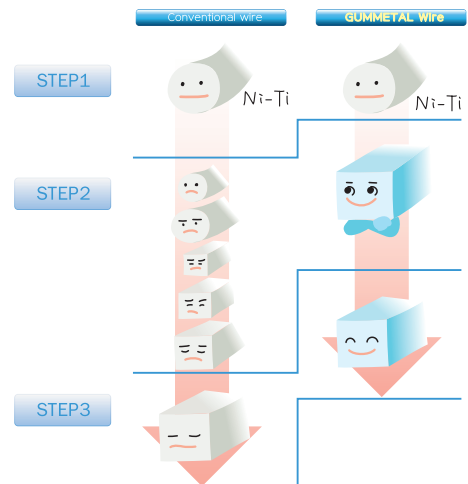 Conventional wire
GUMMETAL Wire
STEP1
Ni-Ti
Ni-Ti
STEP2
STEP3